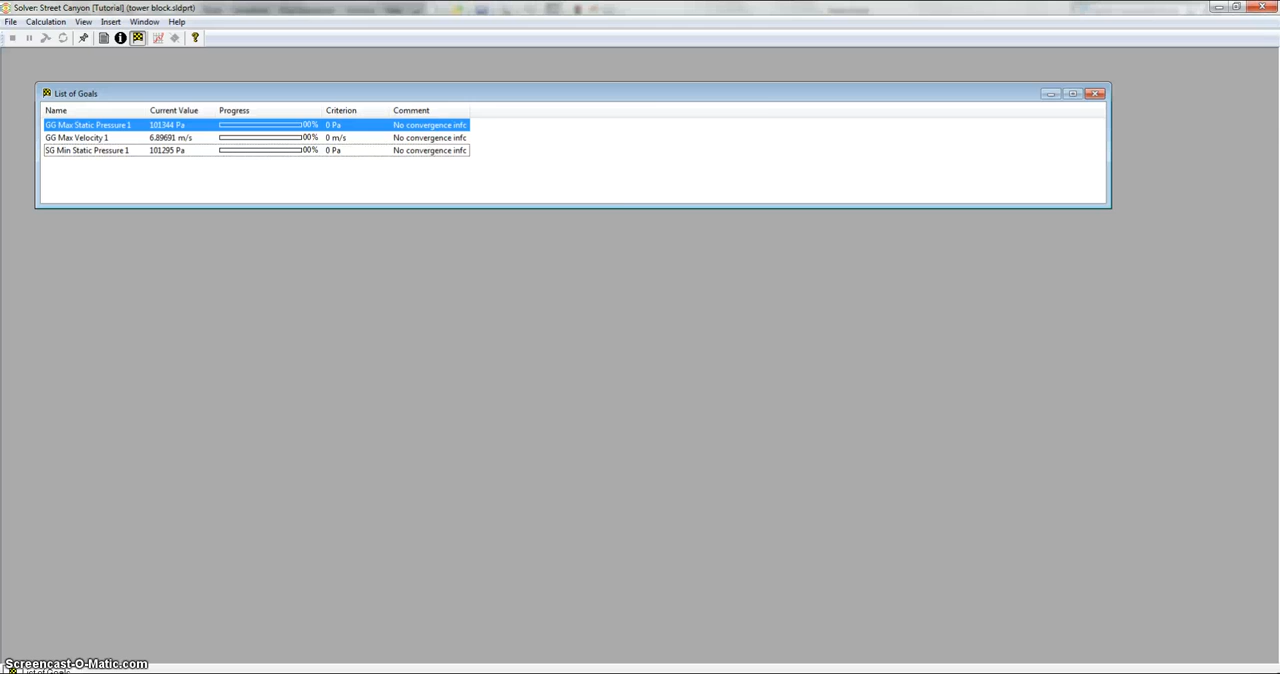 Solver: Street Canyon [Tutorial] (tower block.sldprt)
File Calculation View Insert Window Help
List of Goals
Name Current Value Progress Criterion Comment
GG Max Static Pressure 1 101344 Pa 00% 0 Pa No convergence infc
GG Max Velocity 1 6.89691 m/s 00% 0 m/s No convergence infc
SG Min Static Pressure 1 101295 Pa 00% 0 Pa No convergence infc
Screencast-O-Matic.com
List of Goals